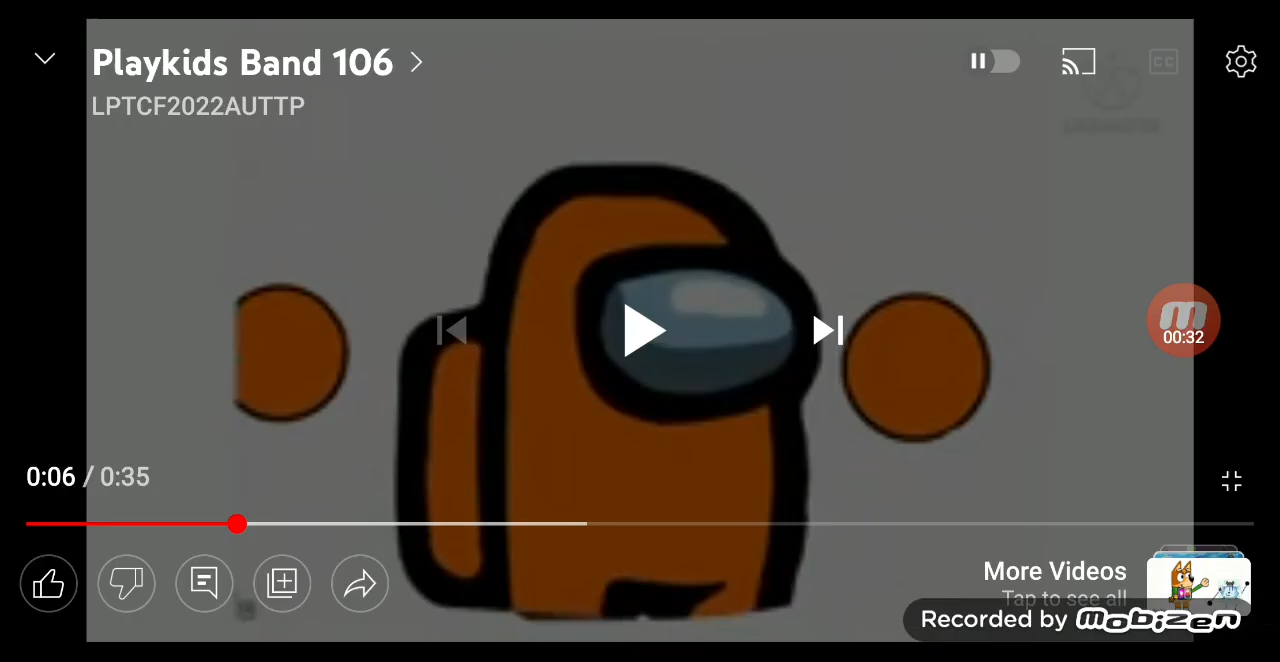 Playkids Band 106
LPTCF2022AUTTP
CC
00:32
0:06 / 0:35
More Videos
Tap to see all
Recorded by mobizen